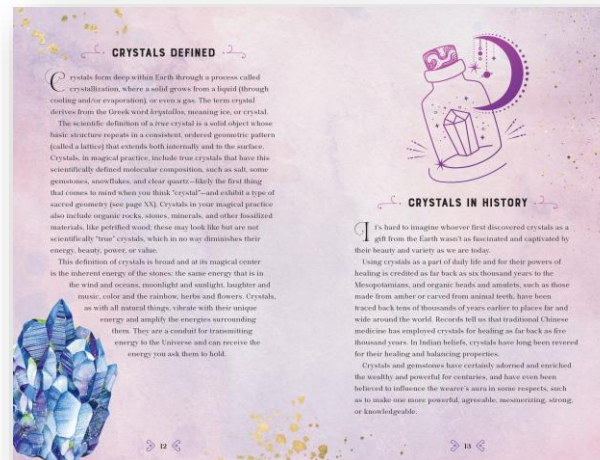 CRYSTALS DEFINED
Crystals form deep within Earth through a process called
crystallization, where a solid grows from a liquid (through
cooling and/or evaporation), or even a gas. The term crystal
derives from the Greek word krystallos, meaning ice, or crystal.
The scientific definition of a true crystal is a solid object whose
basic structure repeats in a consistent, ordered geometric pattern
(called a lattice) that extends both internally and to the surface.
Crystals, in magical practice, include true crystals that have this
scientifically defined molecular composition, such as salt, some
gemstones, snowflakes, and clear quartz—likely the first thing
that comes to mind when you think "crystal"—and exhibit a type of
sacred geometry (see page XX). Crystals in your magical practice
also include organic rocks, stones, minerals, and other fossilized
materials, like petrified wood; these may look like but are not
scientifically "true" crystals, which in no way diminishes their
energy, beauty, power, or value.
This definition of crystals is broad and at its magical center
is the inherent energy of the stones: the same energy that is in
the wind and oceans, moonlight and sunlight, laughter and
music, color and the rainbow, herbs and flowers. Crystals,
as with all natural things, vibrate with their unique
energy and amplify the energies surrounding
them. They are a conduit for transmitting
energy to the Universe and can receive the
energy you ask them to hold.
12
CRYSTALS IN HISTORY
It's hard to imagine whoever first discovered crystals as a
gift from the Earth wasn't as fascinated and captivated by
their beauty and variety as we are today.
Using crystals as a part of daily life and for their powers of
healing is credited as far back as six thousand years to the
Mesopotamians, and organic beads and amulets, such as those
made from amber or carved from animal teeth, have been
traced back tens of thousands of years earlier to places far and
wide around the world. Records tell us that traditional Chinese
medicine has employed crystals for healing as far back as five
thousand years. In Indian beliefs, crystals have long been revered
for their healing and balancing properties.
Crystals and gemstones have certainly adorned and enriched
the wealthy and powerful for centuries, and have even been
believed to influence the wearer's aura in some respects, such
as to make one more powerful, agreeable, mesmerizing, strong,
or knowledgeable.
13